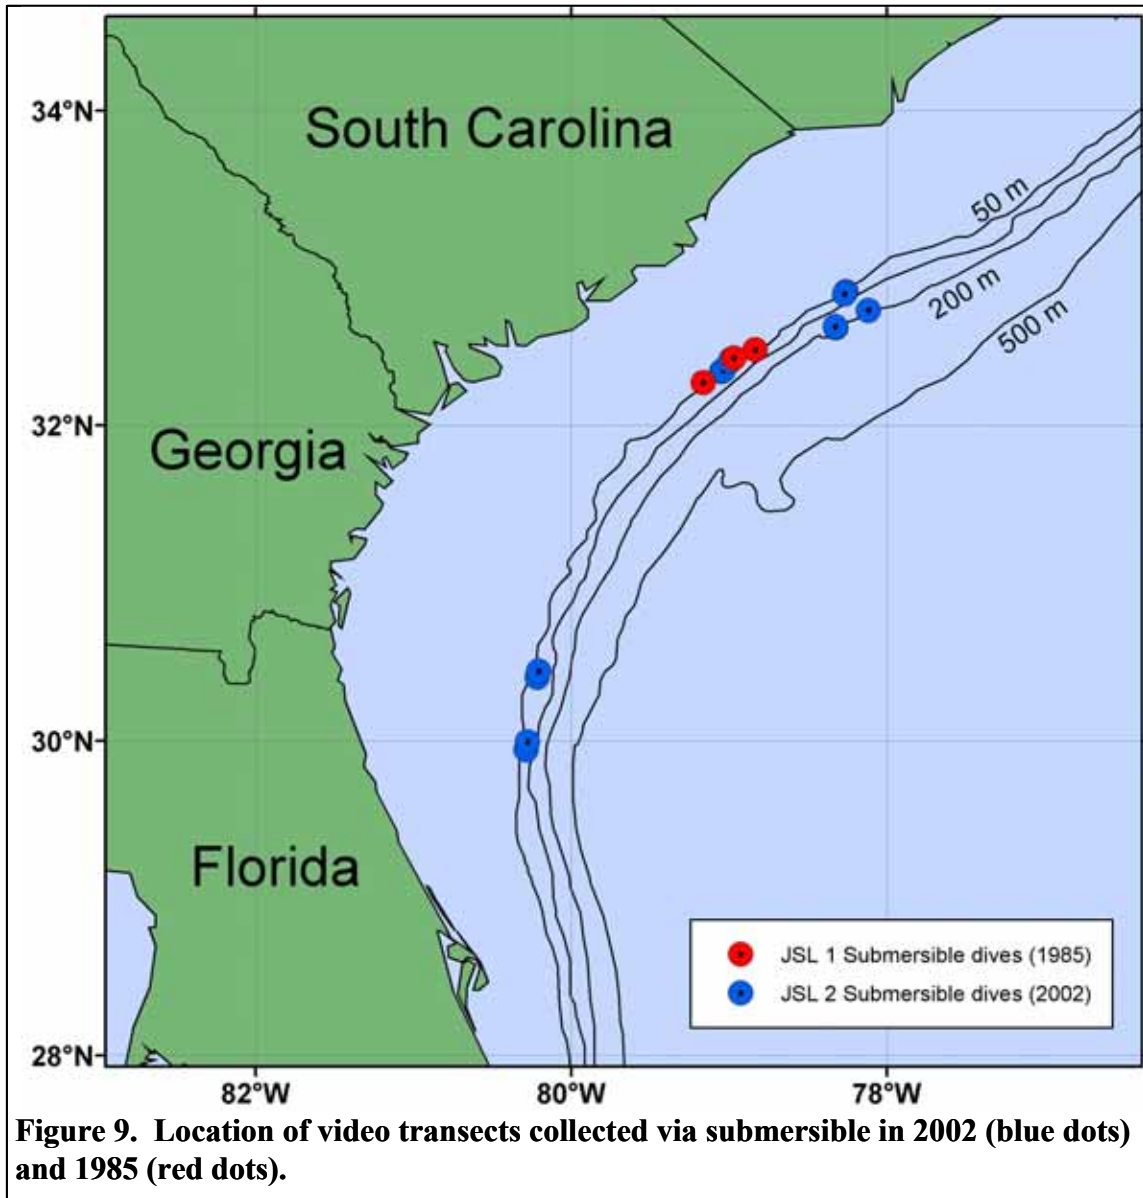 34°N
South Carolina
50 m
200 m
500 m
32°N
Georgia
30°N
Florida
JSL 1 Submersible dives (1985)
JSL 2 Submersible dives (2002)
28°N
82°W
80°W
78°W
Figure 9.  Location of video transects collected via submersible in 2002 (blue dots)
and 1985 (red dots).